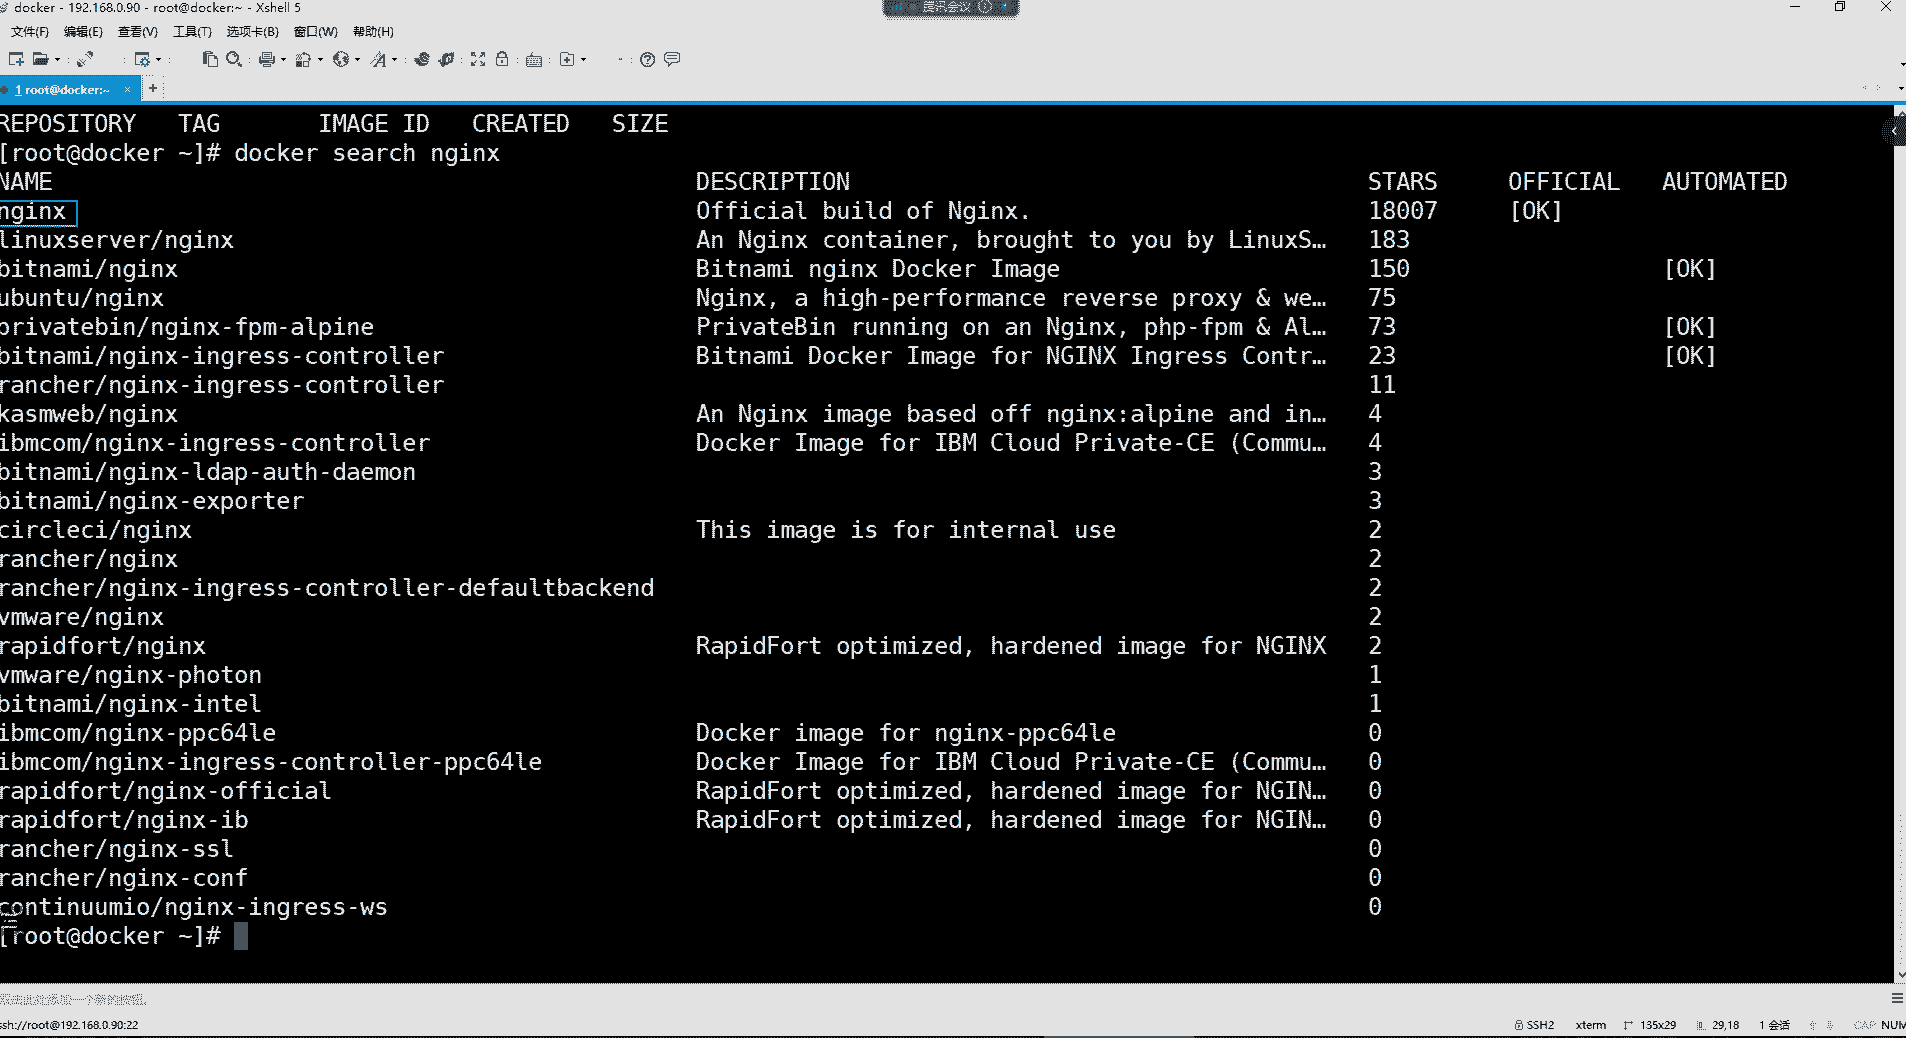 docker - 192.168.0.90 - root@docker:~ - Xshell 5
腾讯会议
文件(F) 编辑(E) 查看(V) 工具(T) 选项卡(B) 窗口(W) 帮助(H)
1 root@docker:~ × +
REPOSITORY TAG IMAGE ID CREATED SIZE
[root@docker ~]# docker search nginx
NAME DESCRIPTION STARS OFFICIAL AUTOMATED
nginx Official build of Nginx. 18007 [OK]
linuxserver/nginx An Nginx container, brought to you by LinuxS… 183
bitnami/nginx Bitnami nginx Docker Image 150 [OK]
ubuntu/nginx Nginx, a high-performance reverse proxy & we… 75
privatebin/nginx-fpm-alpine PrivateBin running on an Nginx, php-fpm & Al… 73 [OK]
bitnami/nginx-ingress-controller Bitnami Docker Image for NGINX Ingress Contr… 23 [OK]
rancher/nginx-ingress-controller 11
kasmweb/nginx An Nginx image based off nginx:alpine and in… 4
ibmcom/nginx-ingress-controller Docker Image for IBM Cloud Private-CE (Commu… 4
bitnami/nginx-ldap-auth-daemon 3
bitnami/nginx-exporter 3
circleci/nginx This image is for internal use 2
rancher/nginx 2
rancher/nginx-ingress-controller-defaultbackend 2
vmware/nginx 2
rapidfort/nginx RapidFort optimized, hardened image for NGINX 2
vmware/nginx-photon 1
bitnami/nginx-intel 1
ibmcom/nginx-ppc64le Docker image for nginx-ppc64le 0
ibmcom/nginx-ingress-controller-ppc64le Docker Image for IBM Cloud Private-CE (Commu… 0
rapidfort/nginx-official RapidFort optimized, hardened image for NGIN… 0
rapidfort/nginx-ib RapidFort optimized, hardened image for NGIN… 0
rancher/nginx-ssl 0
rancher/nginx-conf 0
continuumio/nginx-ingress-ws 0
[root@docker ~]#
ssh://root@192.168.0.90:22 SSH2 xterm 135x29 29,18 1 会话 CAP NUM